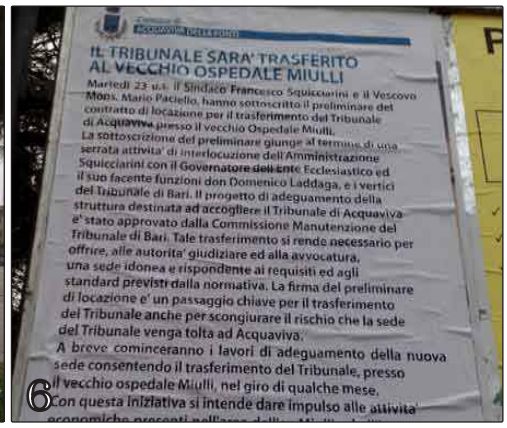 Comune di
ACQUAVIVA DELLE FONTI
IL TRIBUNALE SARA' TRASFERITO
AL VECCHIO OSPEDALE MIULLI
Martedì 23 u.s. il Sindaco Francesco Squicciarini e il Vescovo
Mons. Mario Paciello, hanno sottoscritto il preliminare del
contratto di locazione per il trasferimento del Tribunale
di Acquaviva presso il vecchio Ospedale Miulli.
La sottoscrizione del preliminare giunge al termine di una
serrata attivita' di interlocuzione dell'Amministrazione
Squicciarini con il Governatore dell'Ente Ecclesiastico ed
il suo facente funzioni don Domenico Laddaga, e i vertici
del Tribunale di Bari. Il progetto di adeguamento della
struttura destinata ad accogliere il Tribunale di Acquaviva
e' stato approvato dalla Commissione Manutenzione del
Tribunale di Bari. Tale trasferimento si rende necessario per
offrire, alle autorita' giudiziare ed alla avvocatura,
una sede idonea e rispondente ai requisiti ed agli
standard previsti dalla normativa. La firma del preliminare
di locazione e' un passaggio chiave per il trasferimento
del Tribunale anche per scongiurare il rischio che la sede
del Tribunale venga tolta ad Acquaviva.
A breve cominceranno i lavori di adeguamento della nuova
sede consentendo il trasferimento del Tribunale, presso
il vecchio ospedale Miulli, nel giro di qualche mese.
Con questa iniziativa si intende dare impulso alle attivita'
economiche presenti nell'area
6
P